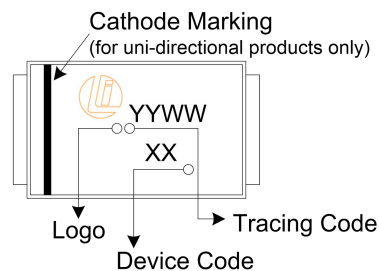 Cathode Marking
(for uni-directional products only)
YYWW
XX
Logo
Tracing Code
Device Code